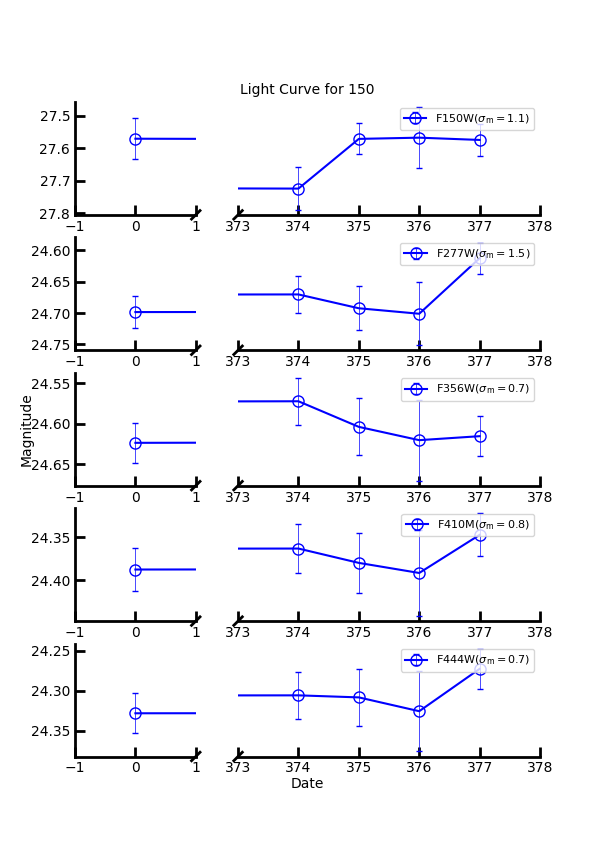 Light Curve for 150
27.5
27.6
27.7
27.8
F150W(σm = 1.1)
−1 0 1 373 374 375 376 377 378
24.60
24.65
24.70
24.75
F277W(σm = 1.5)
−1 0 1 373 374 375 376 377 378
24.55
24.60
24.65
F356W(σm = 0.7)
−1 0 1 373 374 375 376 377 378
Magnitude
24.35
24.40
F410M(σm = 0.8)
−1 0 1 373 374 375 376 377 378
24.25
24.30
24.35
F444W(σm = 0.7)
−1 0 1 373 374 375 376 377 378
Date